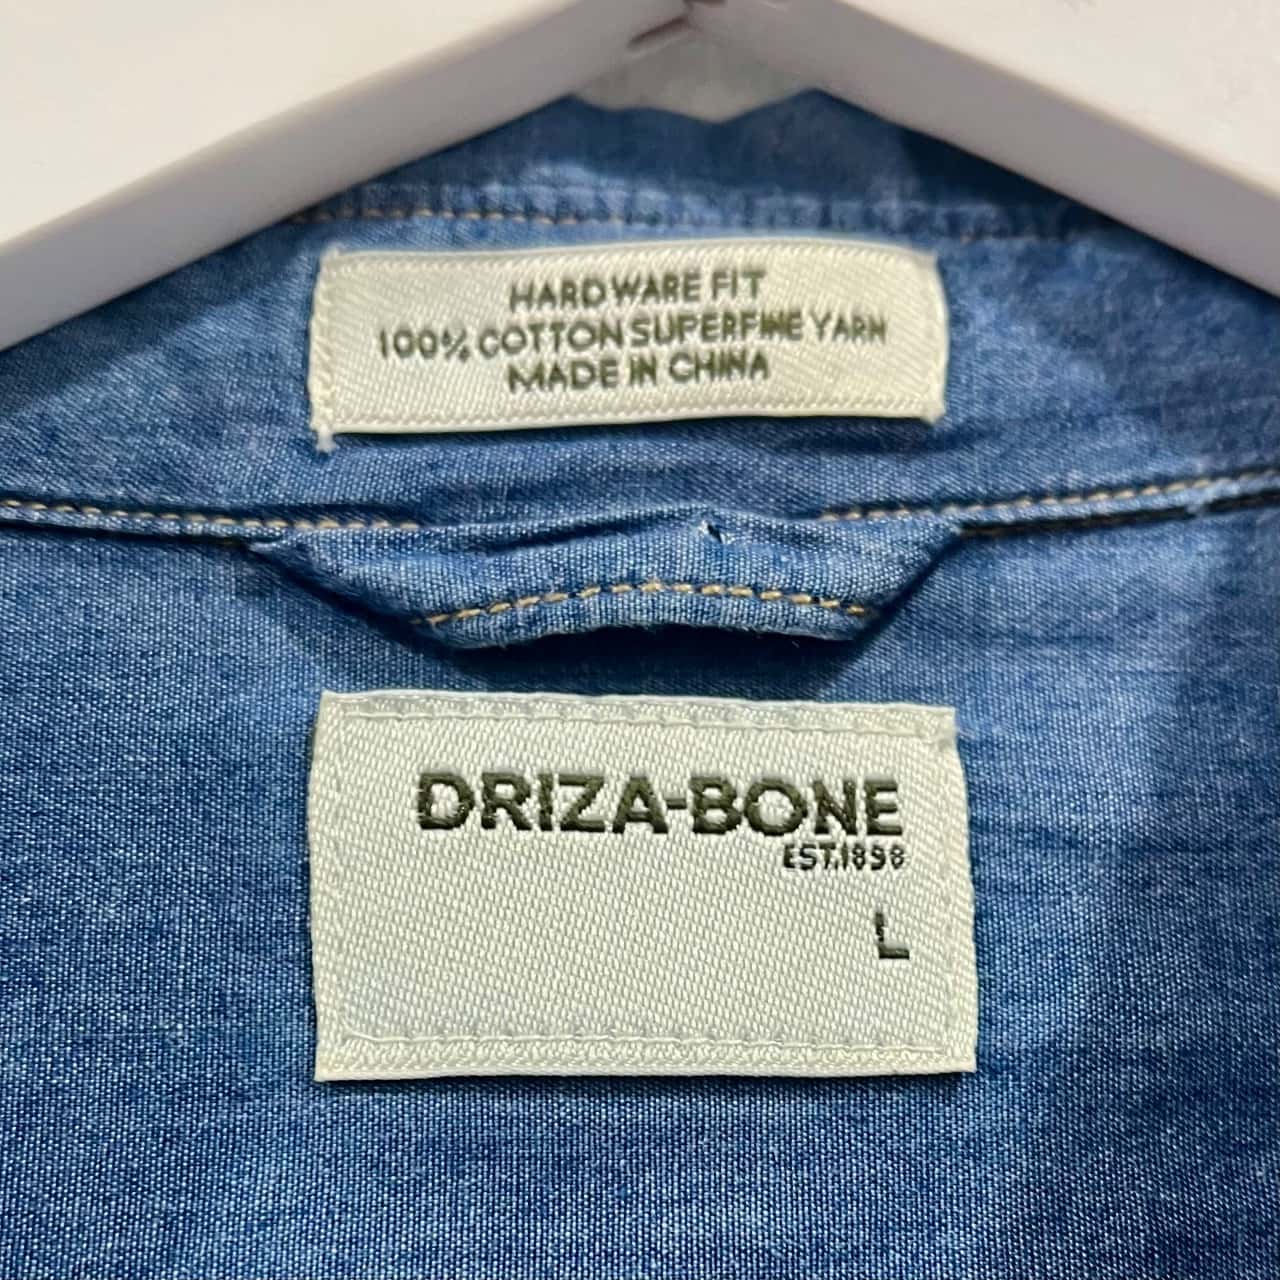 HARDWARE FIT
100% COTTON SUPERFINE YARN
MADE IN CHINA
DRIZA-BONE
EST.1898
L